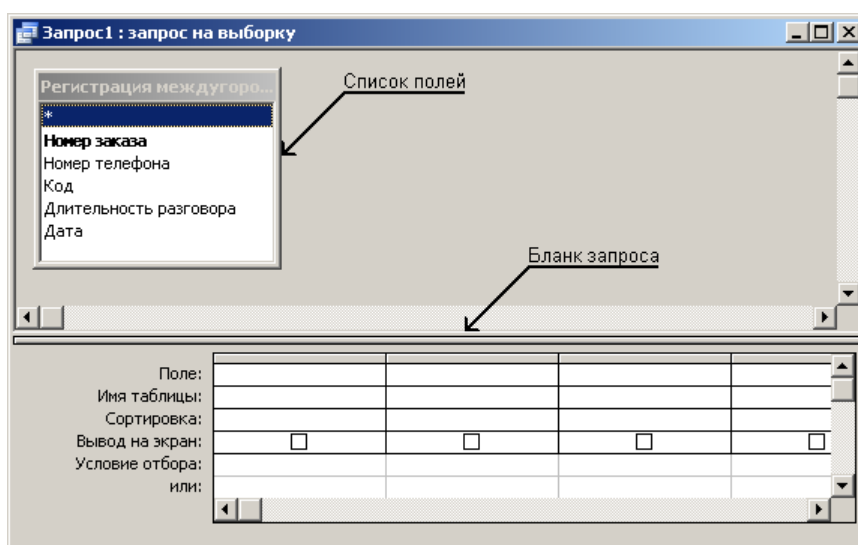 Запрос1 : запрос на выборку
Список полей
Регистрация междугоро...
*
Номер заказа
Номер телефона
Код
Длительность разговора
Дата
Бланк запроса
Поле:
Имя таблицы:
Сортировка:
Вывод на экран:
Условие отбора:
или: